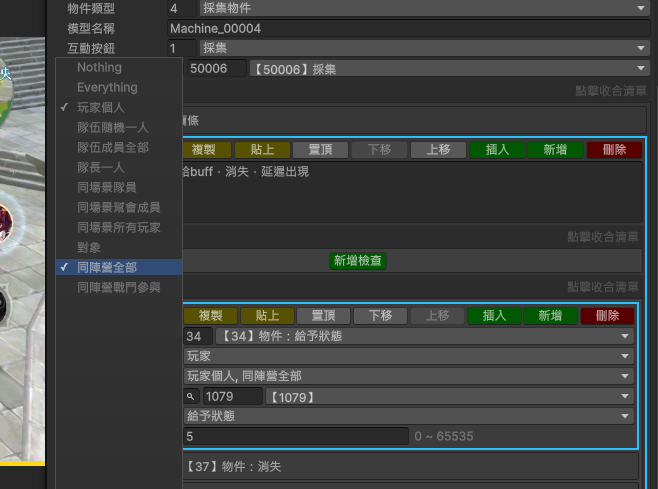 物件類型 4 採集物件
模型名稱 Machine_00004
互動按鈕 1 採集
50006 【50006】採集
Nothing
Everything
點擊收合清單
✓ 玩家個人
條
隊伍隨機一人
隊伍成員全部
複製 貼上 置頂 下移 上移 插入 新增 刪除
隊長一人
給buff、消失、延遲出現
同場景隊員
同場景幫會成員
同場景所有玩家
點擊收合清單
對象
✓ 同陣營全部
新增檢查
同陣營戰鬥參與
點擊收合清單
複製 貼上 置頂 下移 上移 插入 新增 刪除
34 【34】物件:給予狀態
玩家
玩家個人, 同陣營全部
1079 【1079】
給予狀態
5 0 ~ 65535
【37】物件:消失